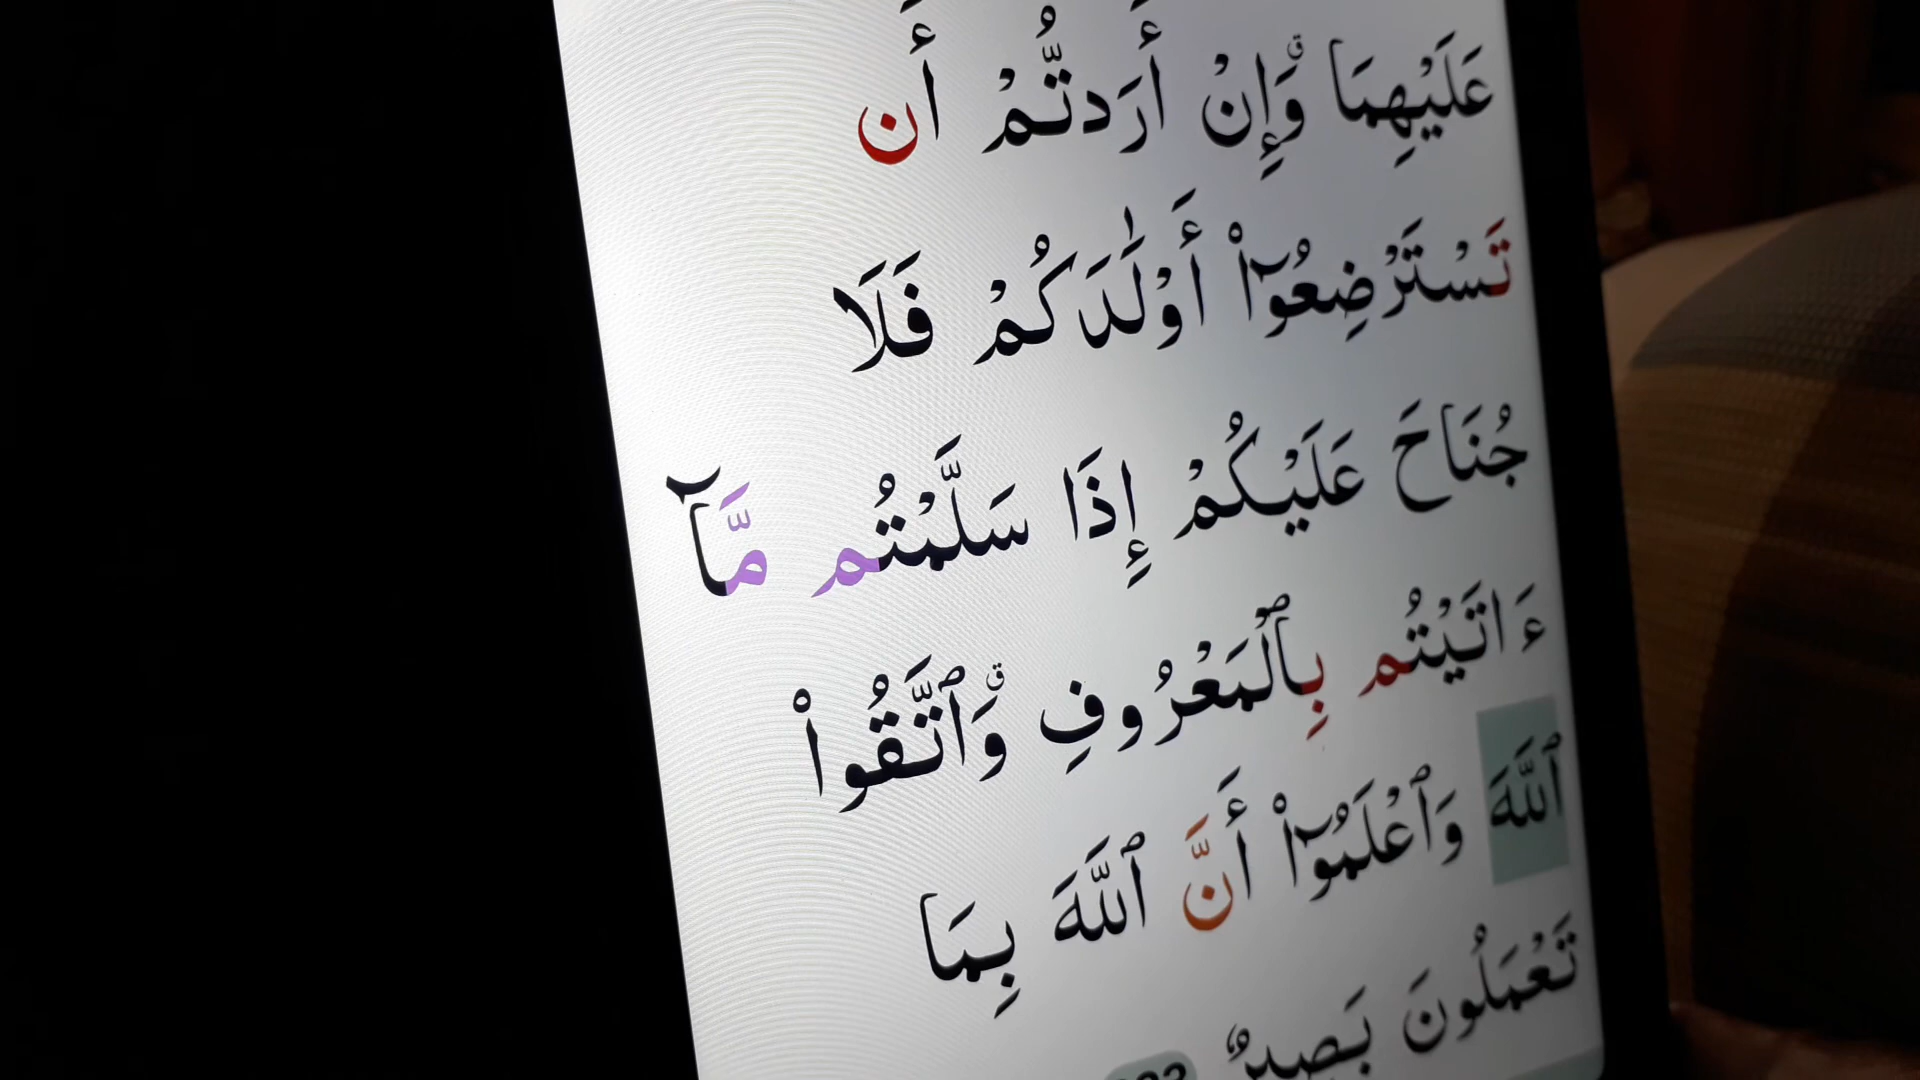 عَلَيْهِمَا ۗ وَإِنْ أَرَدتُّمْ أَن
تَسْتَرْضِعُوٓا۟ أَوْلَـٰدَكُمْ فَلَا
جُنَاحَ عَلَيْكُمْ إِذَا سَلَّمْتُم مَّآ
ءَاتَيْتُم بِٱلْمَعْرُوفِ ۗ وَٱتَّقُوا۟
ٱللَّهَ وَٱعْلَمُوٓا۟ أَنَّ ٱللَّهَ بِمَا
تَعْمَلُونَ بَصِيرٌ